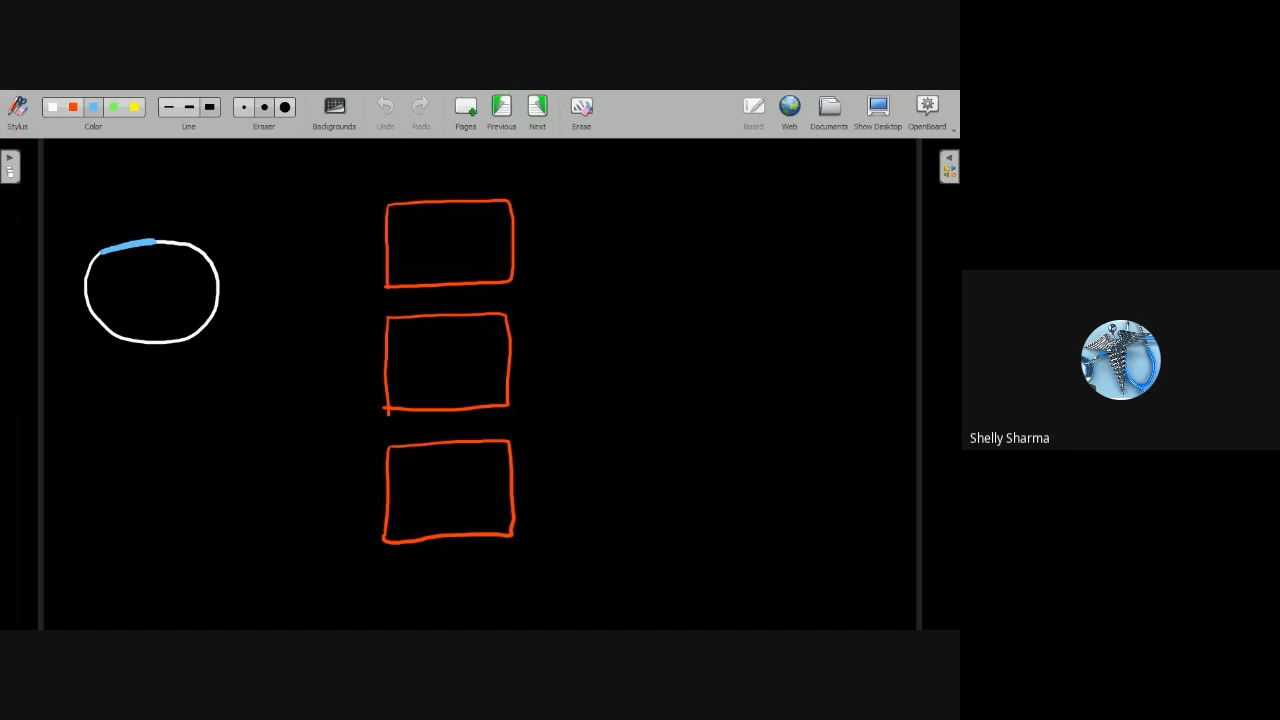 Stylus
Color
Line
Eraser
Backgrounds
Undo
Redo
Pages
Previous
Next
Erase
Board
Web
Documents
Show Desktop
OpenBoard
Shelly Sharma